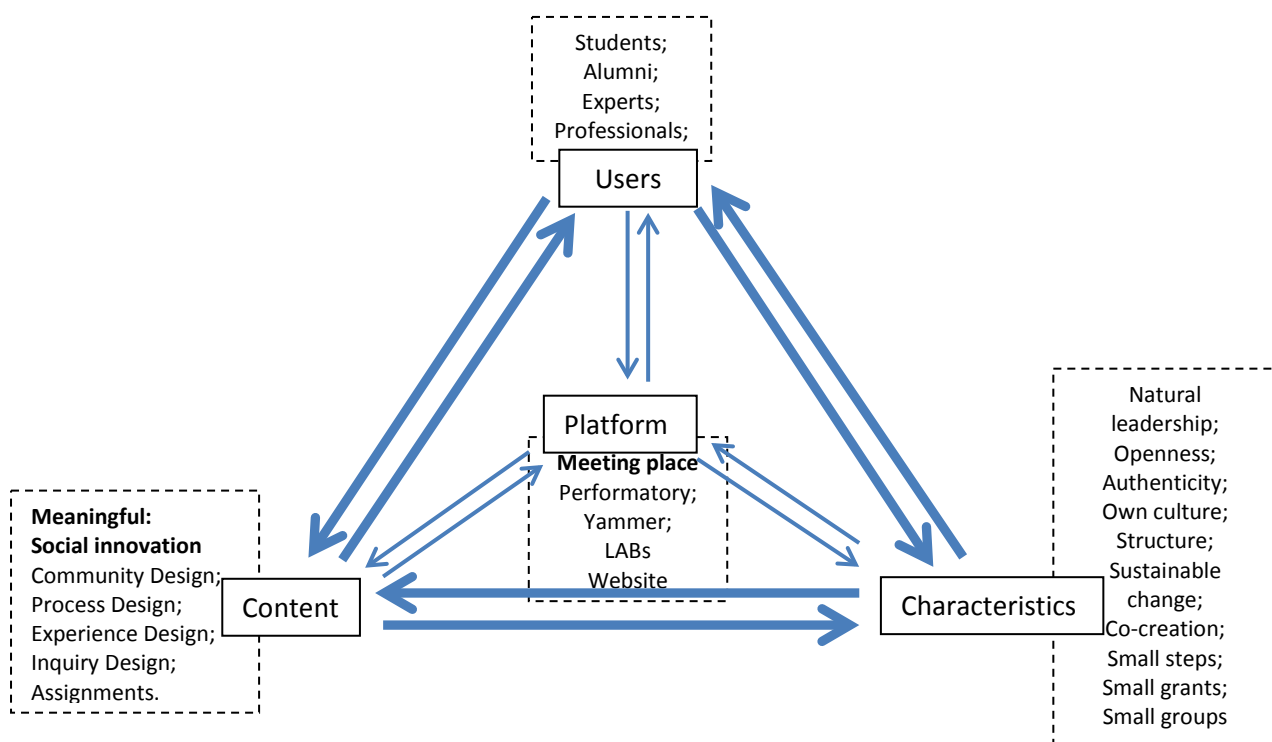 Students;
Alumni;
Experts;
Professionals;
Users
Platform
Meeting place
Performatory;
Yammer;
LABs
Website
Meaningful:
Social innovation
Community Design;
Process Design;
Experience Design;
Inquiry Design;
Assignments.
Content
Characteristics
Natural
leadership;
Openness;
Authenticity;
Own culture;
Structure;
Sustainable
change;
Co-creation;
Small steps;
Small grants;
Small groups